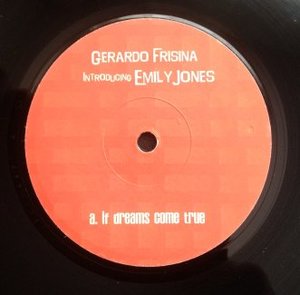 Gerardo Frisina
Introducing Emily Jones
a. If dreams come true